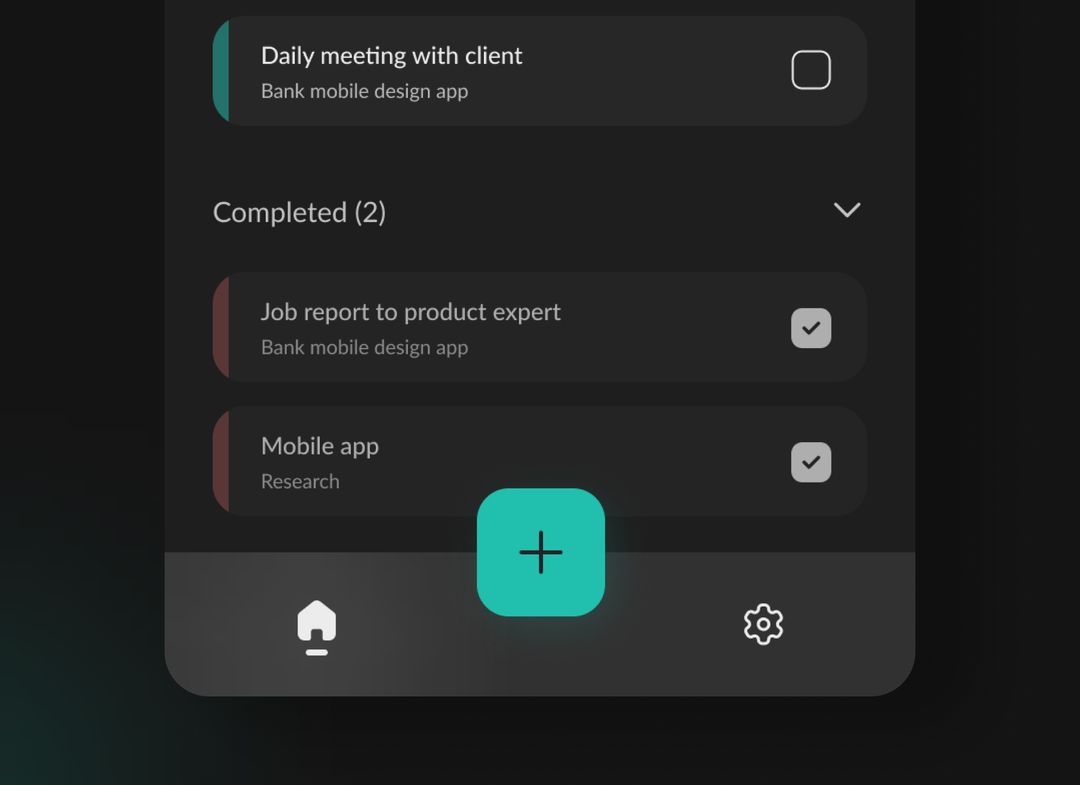 Daily meeting with client
Bank mobile design app
Completed (2)
Job report to product expert
Bank mobile design app
Mobile app
Research